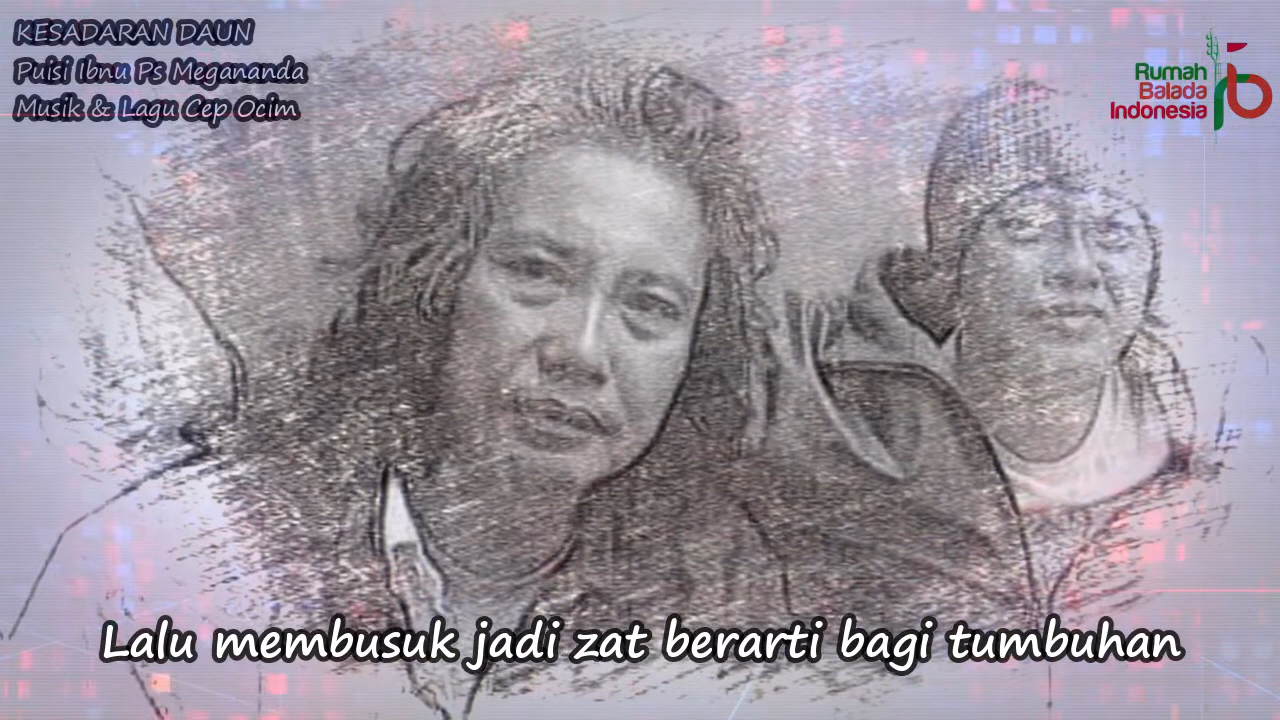 KESADARAN DAUN
Puisi Ibnu Ps Megananda
Musik & Lagu Cep Ocim
Rumah
Balada
Indonesia
Lalu membusuk jadi zat berarti bagi tumbuhan